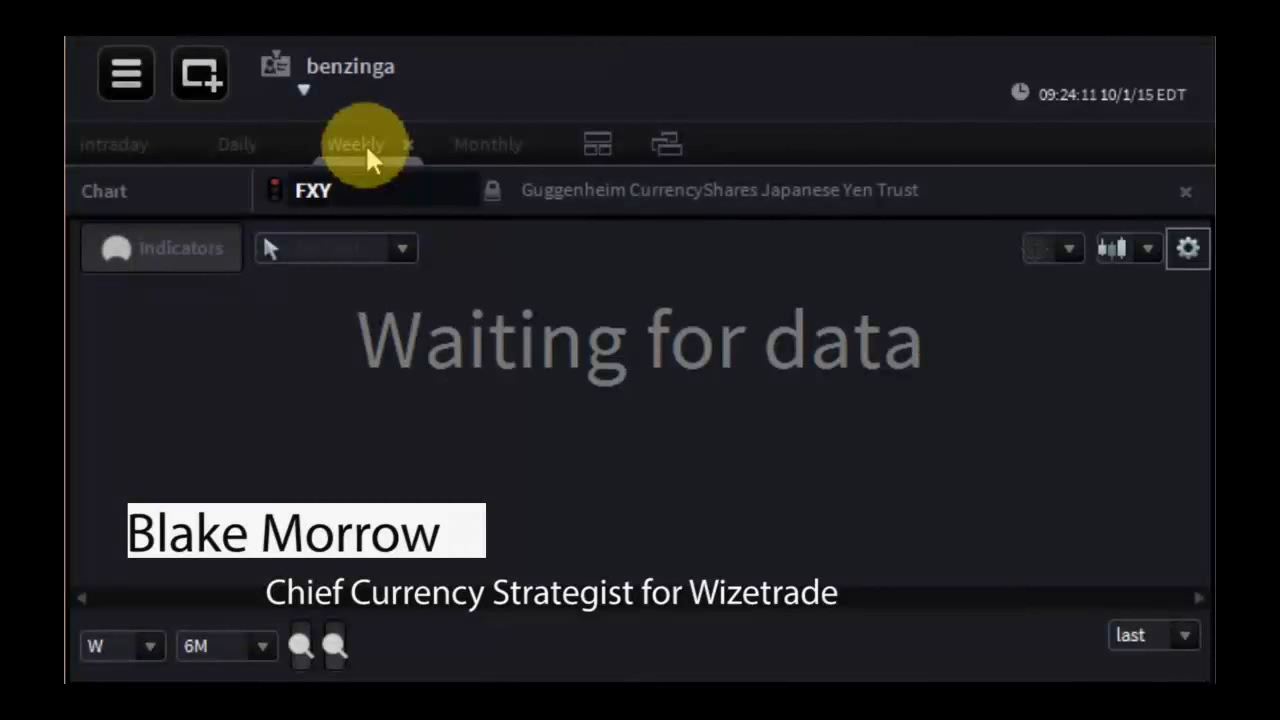 benzinga
09:24:11 10/1/15 EDT
intraday Daily Weekly × Monthly
Chart FXY Guggenheim CurrencyShares Japanese Yen Trust ×
Indicators
Waiting for data
Blake Morrow
Chief Currency Strategist for Wizetrade
W 6M last